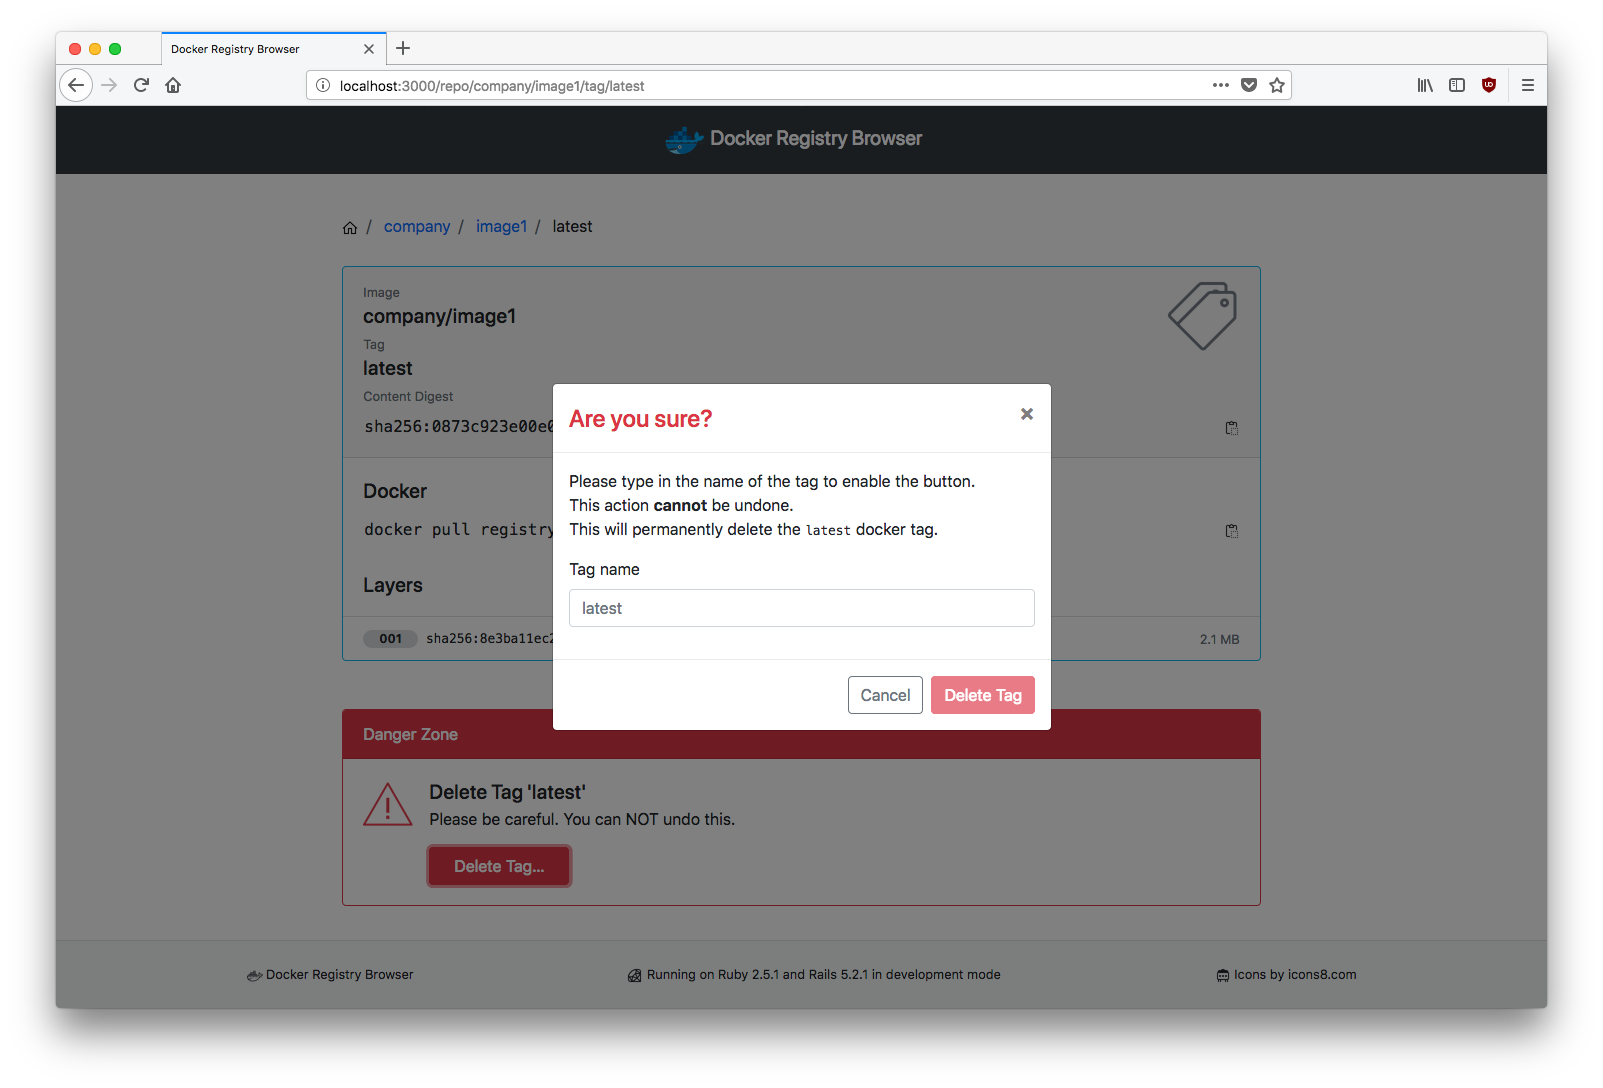 Docker Registry Browser
localhost:3000/repo/company/image1/tag/latest
Docker Registry Browser
/ company / image1 / latest
Image
company/image1
Tag
latest
Content Digest
sha256:0873c923e00e0
Docker
docker pull registry
Layers
001 sha256:8e3ba11ec2 2.1 MB
Are you sure?
Please type in the name of the tag to enable the button.
This action cannot be undone.
This will permanently delete the latest docker tag.
Tag name
latest
Cancel Delete Tag
Danger Zone
Delete Tag 'latest'
Please be careful. You can NOT undo this.
Delete Tag...
Docker Registry Browser Running on Ruby 2.5.1 and Rails 5.2.1 in development mode Icons by icons8.com